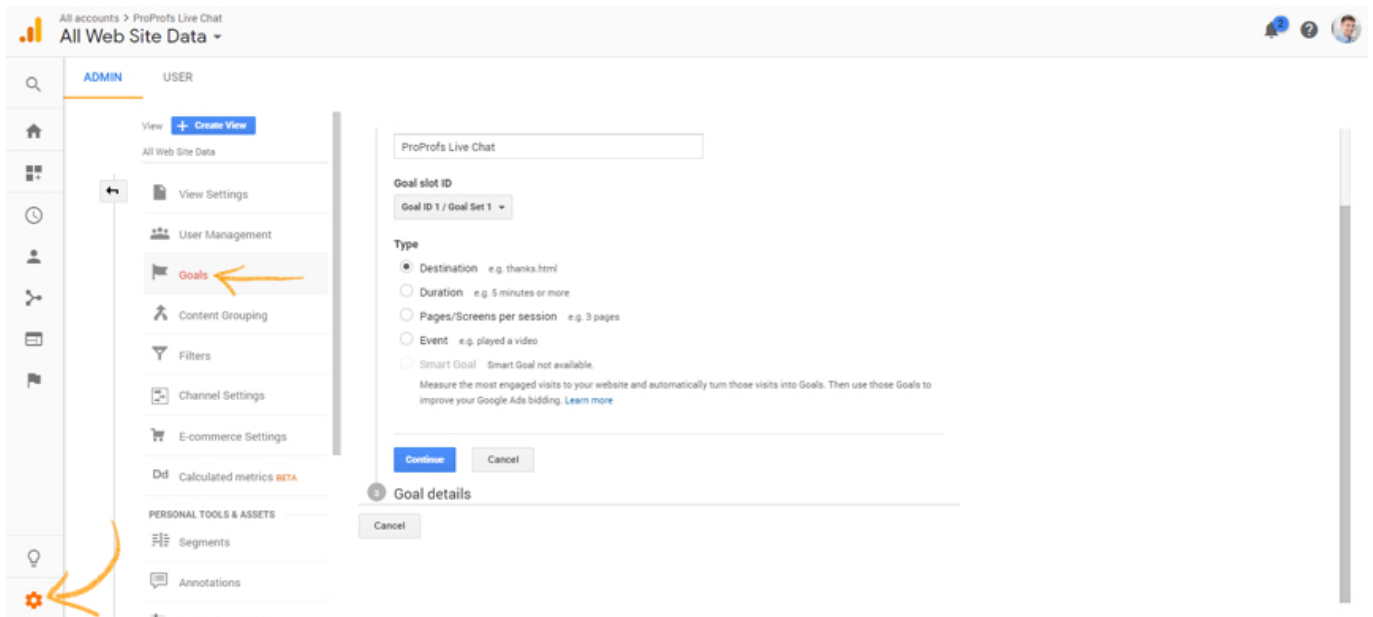 All accounts > ProProfs Live Chat
All Web Site Data
2
ADMIN
USER
View
+ Create View
All Web Site Data
View Settings
User Management
Goals
Content Grouping
Filters
Channel Settings
E-commerce Settings
Dd Calculated metrics BETA
PERSONAL TOOLS & ASSETS
Segments
Annotations
ProProfs Live Chat
Goal slot ID
Goal ID 1 / Goal Set 1
Type
Destination e.g. thanks.html
Duration e.g. 5 minutes or more
Pages/Screens per session e.g. 3 pages
Event e.g. played a video
Smart Goal Smart Goal not available.
Measure the most engaged visits to your website and automatically turn those visits into Goals. Then use those Goals to
improve your Google Ads bidding. Learn more
Continue
Cancel
3 Goal details
Cancel